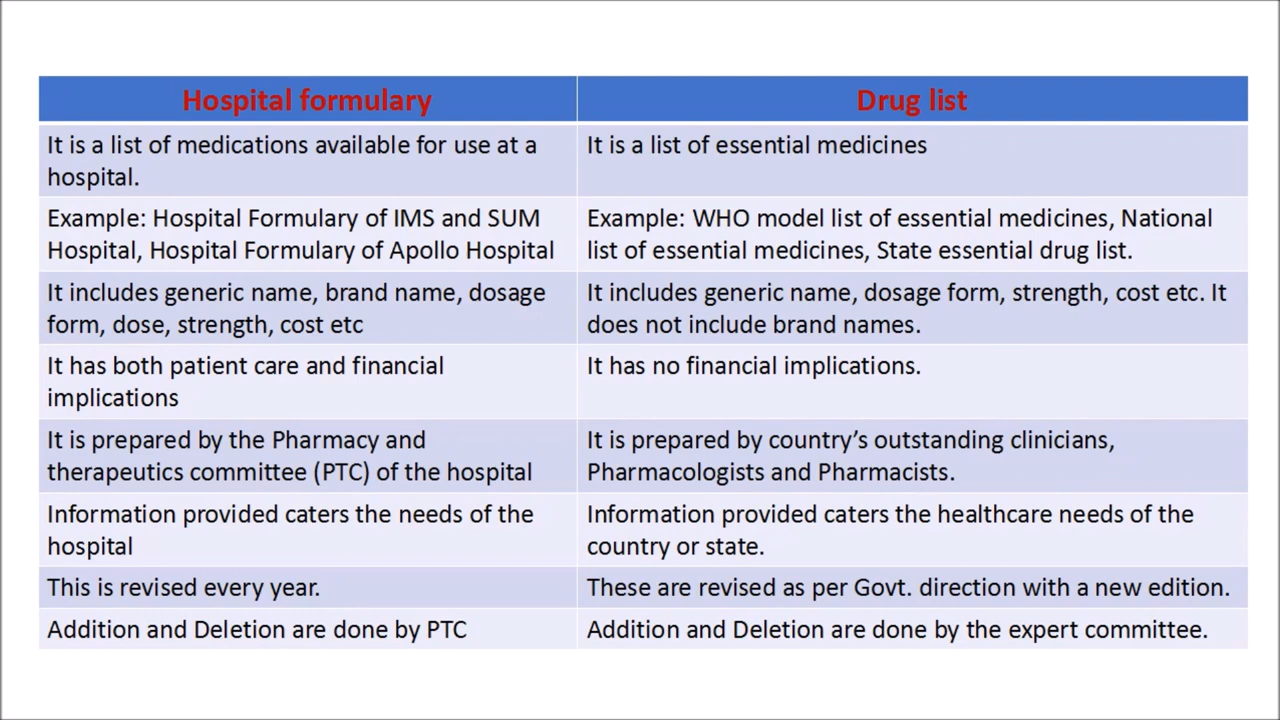 Hospital formulary
Drug list
It is a list of medications available for use at a
hospital.
It is a list of essential medicines
Example: Hospital Formulary of IMS and SUM
Hospital, Hospital Formulary of Apollo Hospital
Example: WHO model list of essential medicines, National
list of essential medicines, State essential drug list.
It includes generic name, brand name, dosage
form, dose, strength, cost etc
It includes generic name, dosage form, strength, cost etc. It
does not include brand names.
It has both patient care and financial
implications
It has no financial implications.
It is prepared by the Pharmacy and
therapeutics committee (PTC) of the hospital
It is prepared by country’s outstanding clinicians,
Pharmacologists and Pharmacists.
Information provided caters the needs of the
hospital
Information provided caters the healthcare needs of the
country or state.
This is revised every year.
These are revised as per Govt. direction with a new edition.
Addition and Deletion are done by PTC
Addition and Deletion are done by the expert committee.